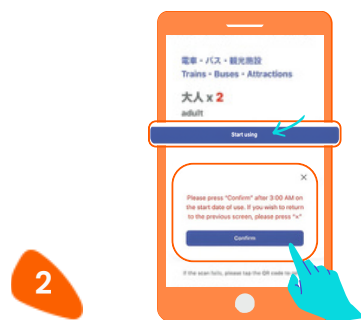 電車・バス・観光施設
Trains・Buses・Attractions
大人 x 2
adult
Start using
×
Please press "Confirm" after 3:00 AM on
the start date of use. If you wish to return
to the previous screen, please press "×"
Confirm
If the scan fails, please tap the QR code to
2